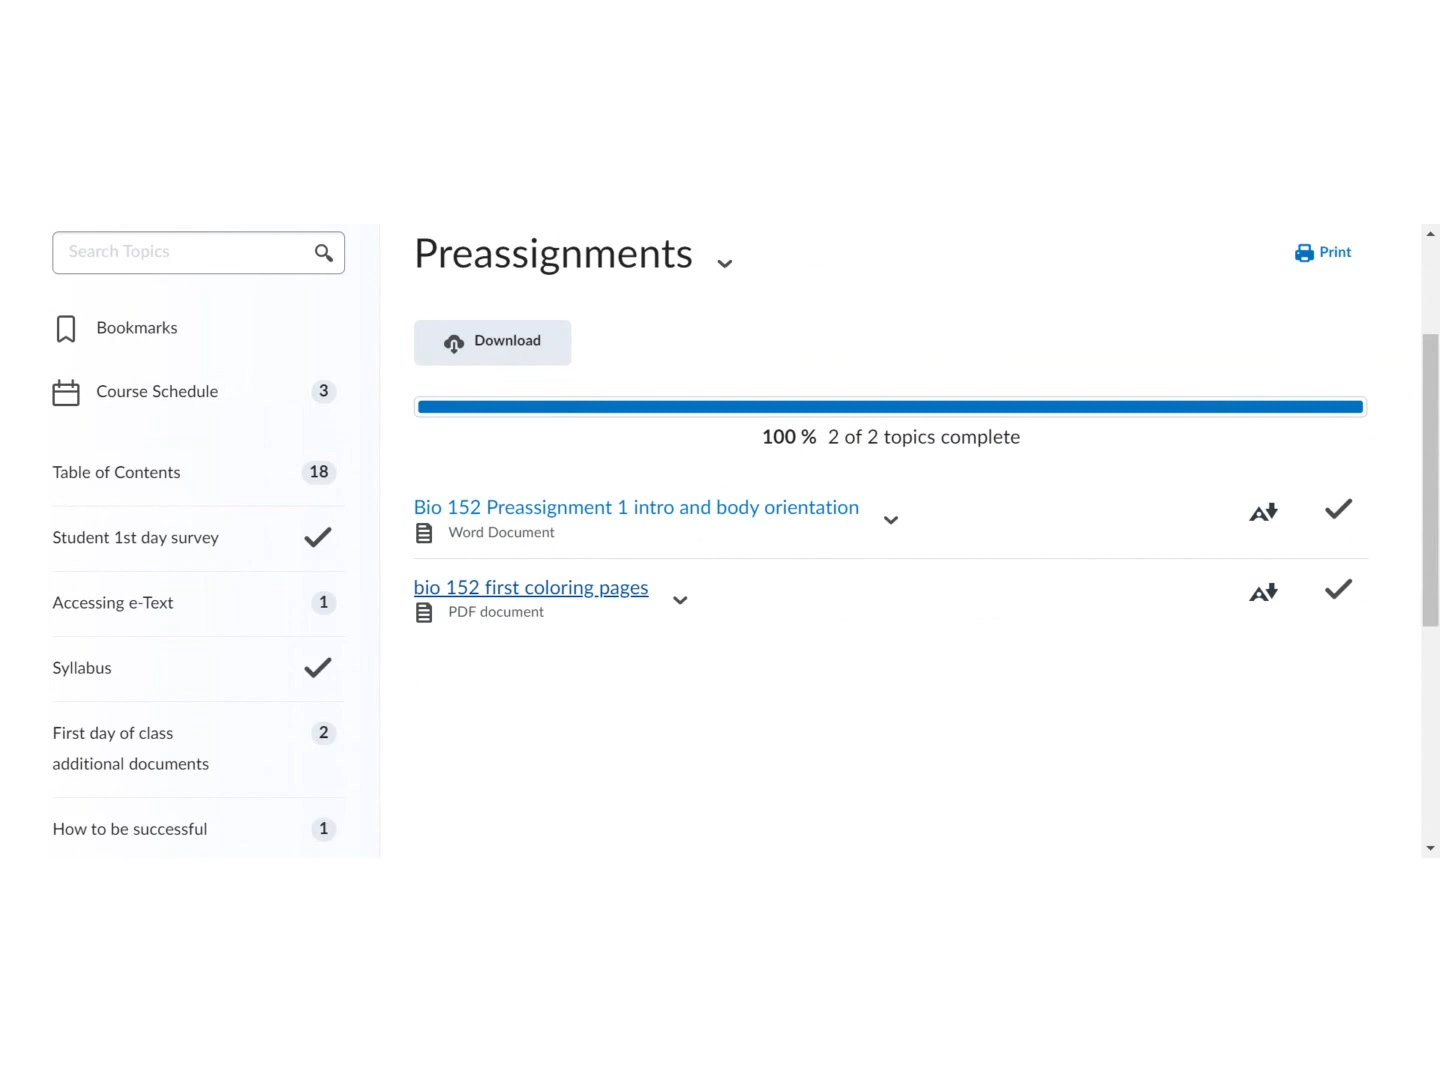 Search Topics
Bookmarks
Course Schedule 3
Table of Contents 18
Student 1st day survey
Accessing e-Text 1
Syllabus
First day of class 2
additional documents
How to be successful 1
Preassignments
Print
Download
100 % 2 of 2 topics complete
Bio 152 Preassignment 1 intro and body orientation
Word Document
bio 152 first coloring pages
PDF document